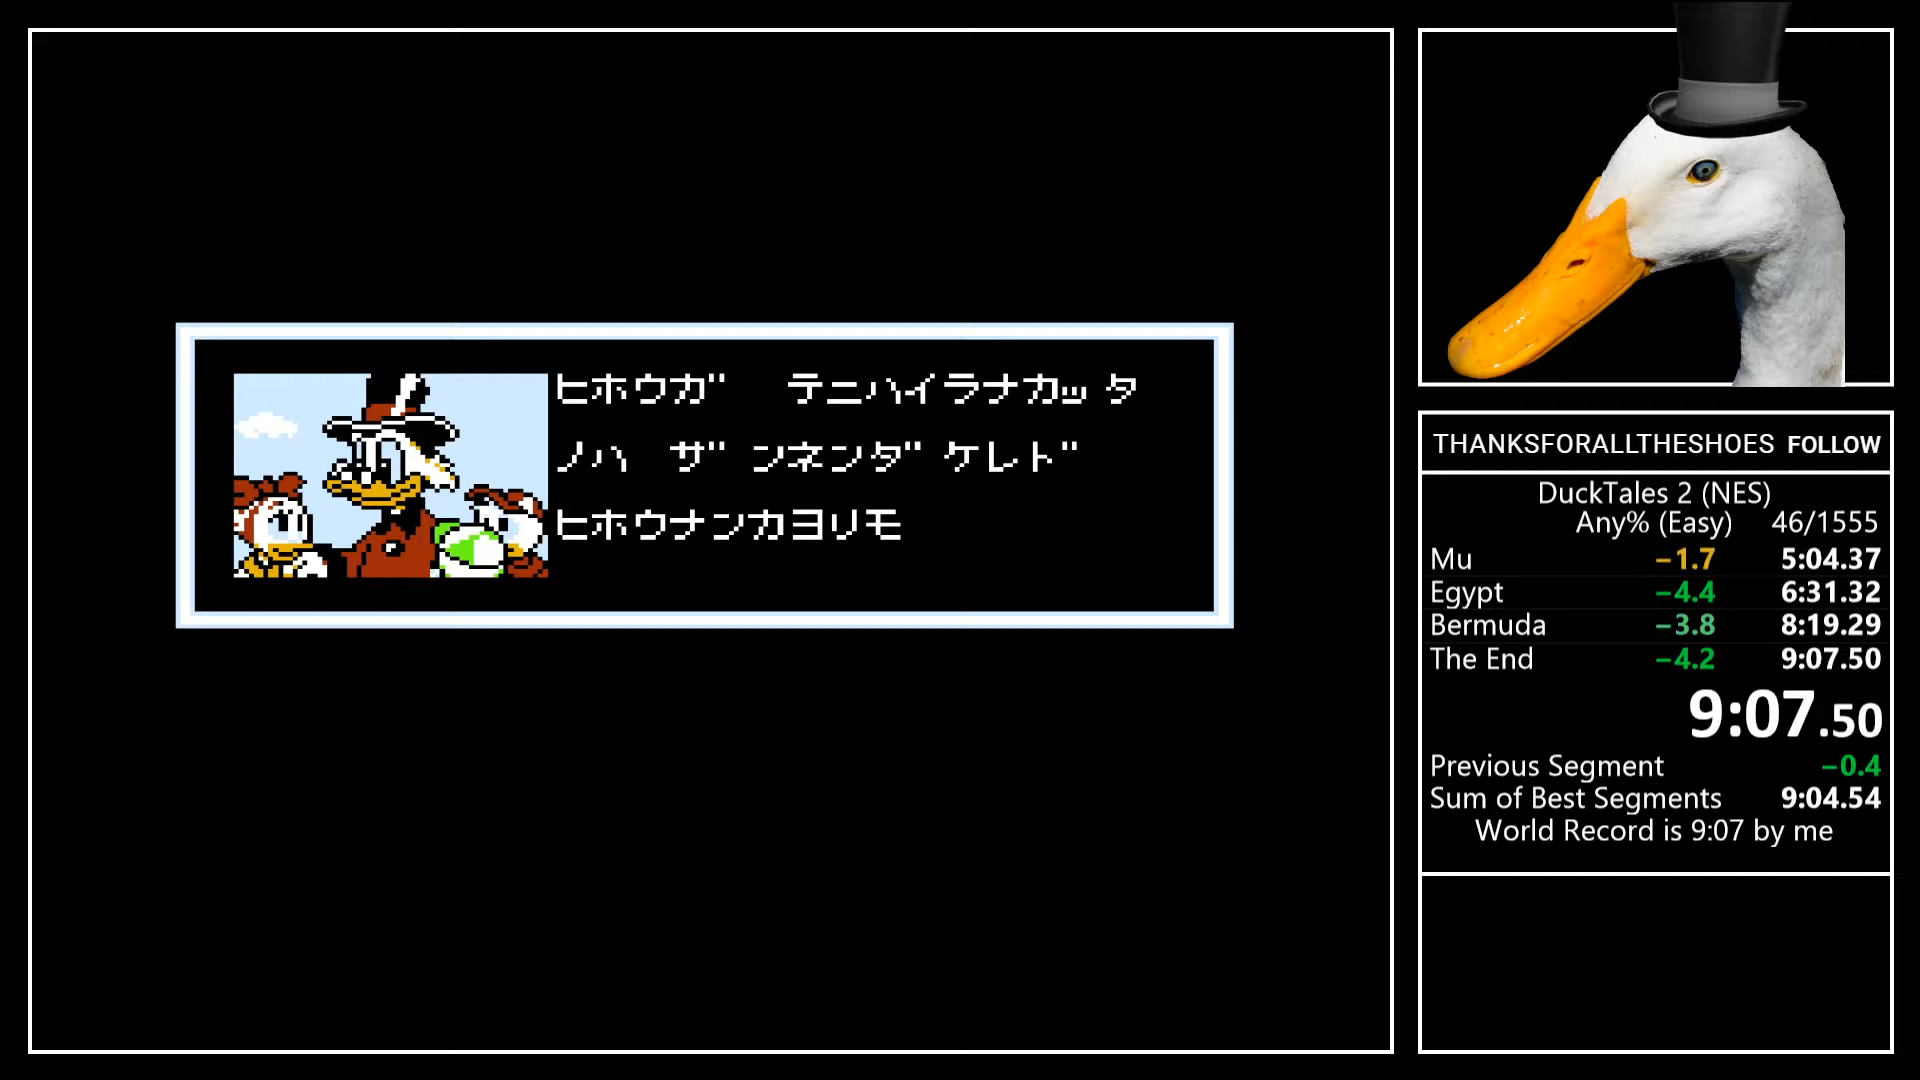 ヒホウガ テニハイラナカッタ
ノハ ザンネンダケレド
ヒホウナンカヨリモ
THANKSFORALLTHESHOES FOLLOW
DuckTales 2 (NES)
Any% (Easy) 46/1555
Mu −1.7 5:04.37
Egypt −4.4 6:31.32
Bermuda −3.8 8:19.29
The End −4.2 9:07.50
9:07.50
Previous Segment −0.4
Sum of Best Segments 9:04.54
World Record is 9:07 by me